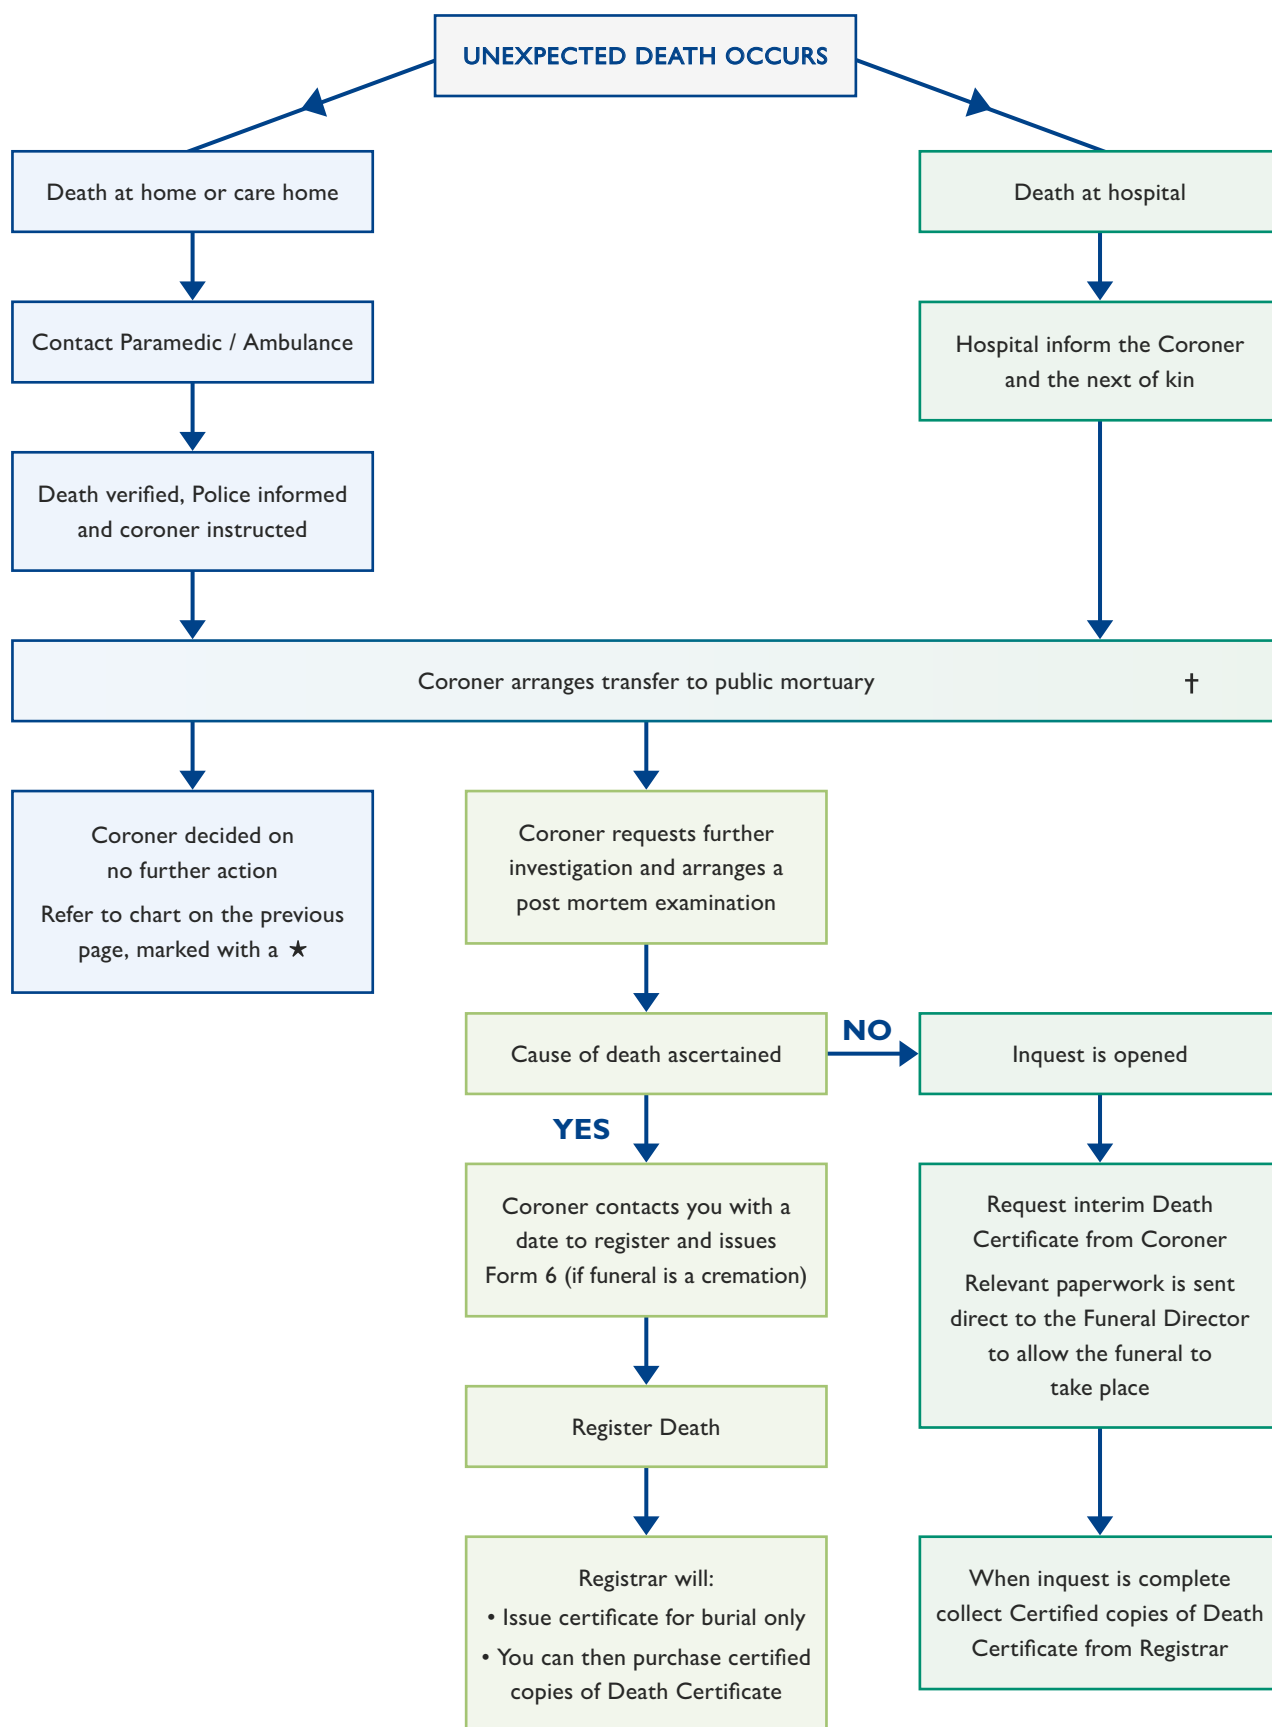 UNEXPECTED DEATH OCCURS
Death at home or care home
Death at hospital
Contact Paramedic / Ambulance
Hospital inform the Coroner
and the next of kin
Death verified, Police informed
and coroner instructed
Coroner arranges transfer to public mortuary †
Coroner decided on
no further action
Refer to chart on the previous
page, marked with a ★
Coroner requests further
investigation and arranges a
post mortem examination
Cause of death ascertained
NO
Inquest is opened
YES
Coroner contacts you with a
date to register and issues
Form 6 (if funeral is a cremation)
Request interim Death
Certificate from Coroner
Relevant paperwork is sent
direct to the Funeral Director
to allow the funeral to
take place
Register Death
Registrar will:
• Issue certificate for burial only
• You can then purchase certified
copies of Death Certificate
When inquest is complete
collect Certified copies of Death
Certificate from Registrar